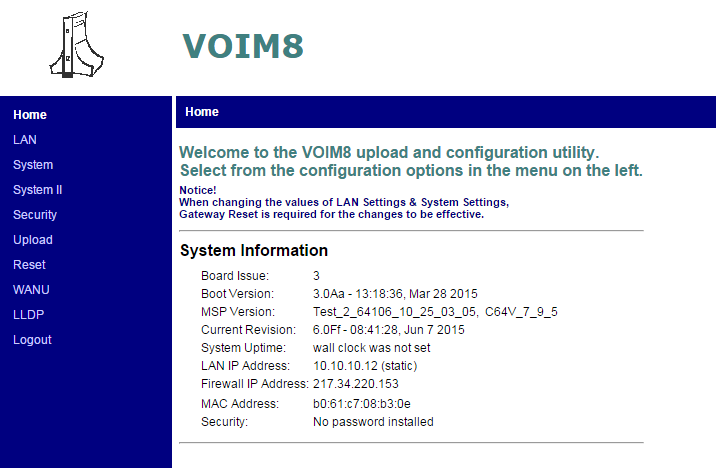 VOIM8
Home
LAN
System
System II
Security
Upload
Reset
WANU
LLDP
Logout
Home
Welcome to the VOIM8 upload and configuration utility.
Select from the configuration options in the menu on the left.
Notice!
When changing the values of LAN Settings & System Settings,
Gateway Reset is required for the changes to be effective.
System Information
Board Issue: 3
Boot Version: 3.0Aa - 13:18:36, Mar 28 2015
MSP Version: Test_2_64106_10_25_03_05, C64V_7_9_5
Current Revision: 6.0Ff - 08:41:28, Jun 7 2015
System Uptime: wall clock was not set
LAN IP Address: 10.10.10.12 (static)
Firewall IP Address: 217.34.220.153
MAC Address: b0:61:c7:08:b3:0e
Security: No password installed